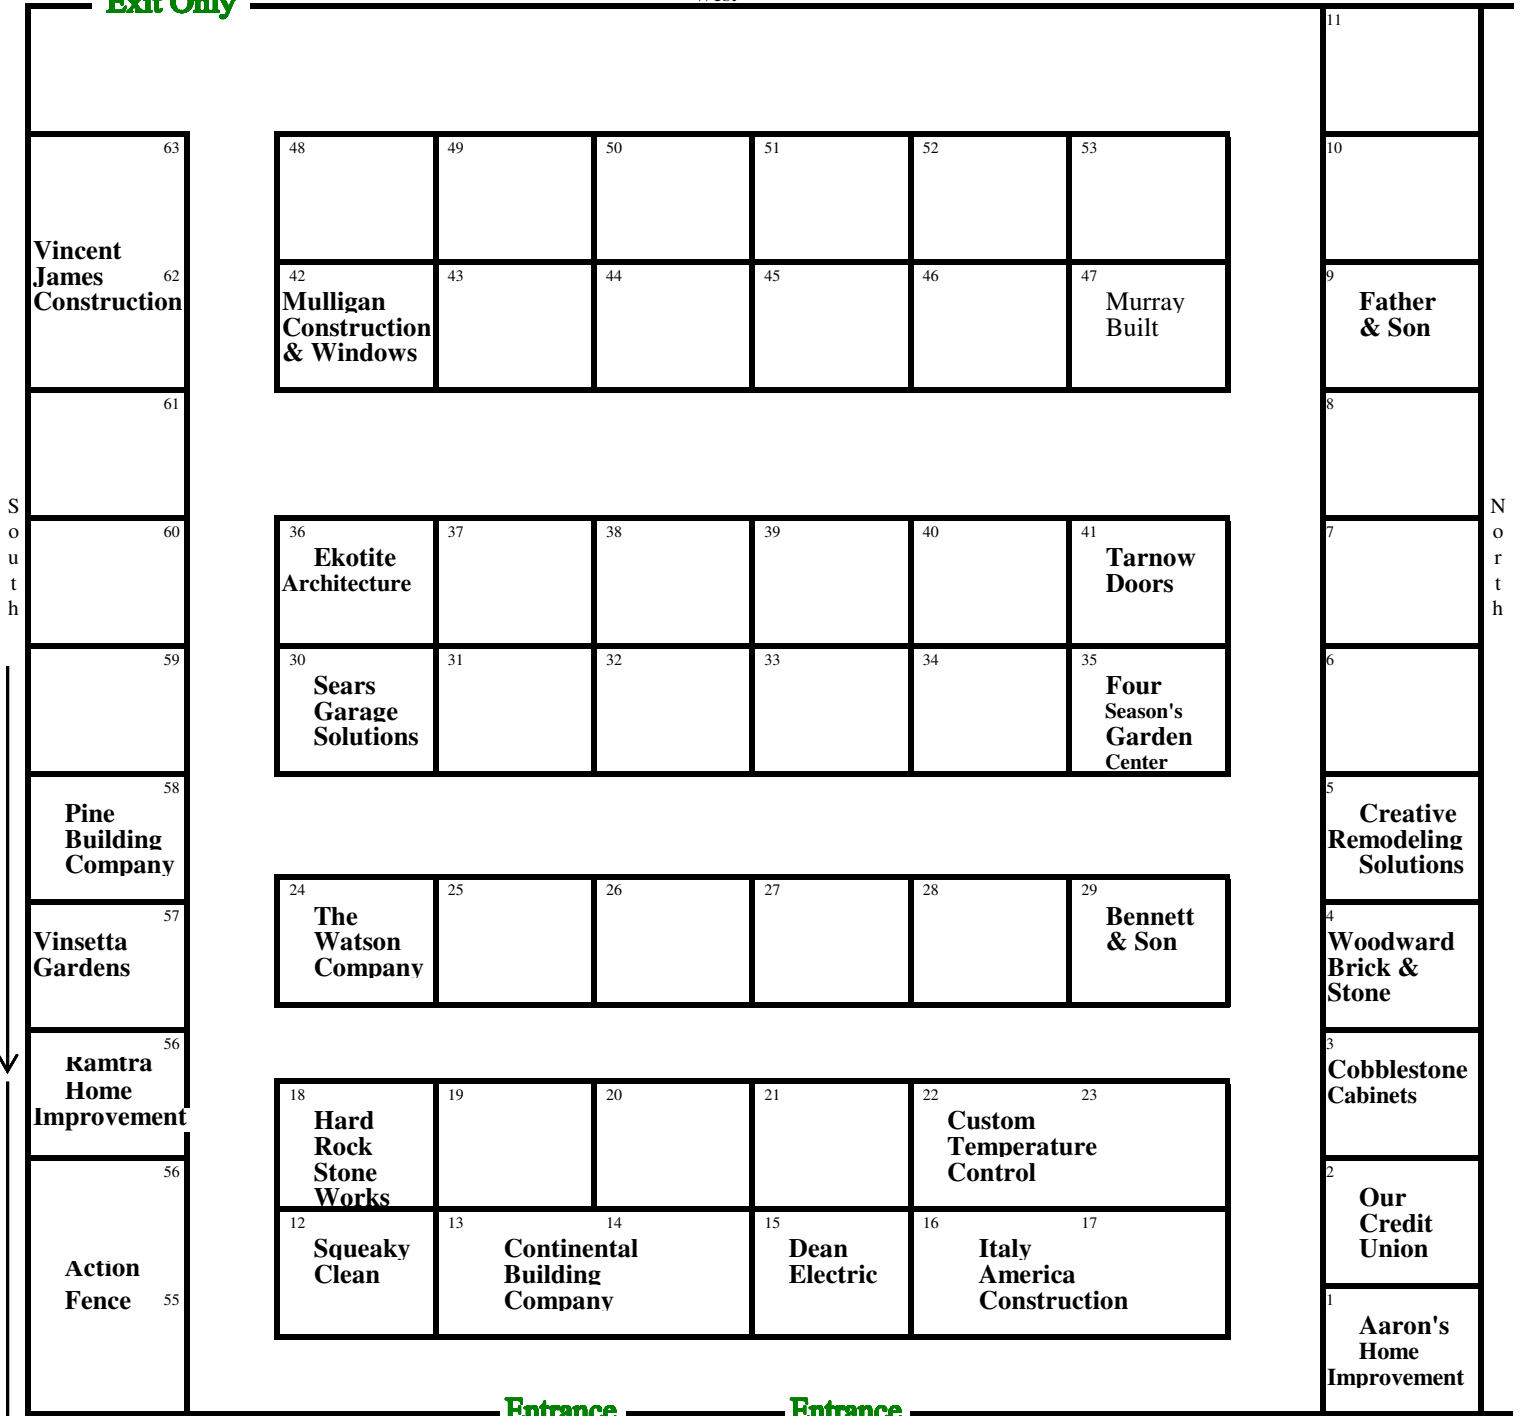 Exit Only
West
11
63
48
49
50
51
52
53
10
Vincent
James
Construction
62
42
Mulligan
Construction
& Windows
43
44
45
46
47
Murray
Built
9
Father
& Son
61
8
South
North
60
36
Ekotite
Architecture
37
38
39
40
41
Tarnow
Doors
7
59
30
Sears
Garage
Solutions
31
32
33
34
35
Four
Season's
Garden
Center
6
58
Pine
Building
Company
5
Creative
Remodeling
Solutions
24
The
Watson
Company
25
26
27
28
29
Bennett
& Son
57
Vinsetta
Gardens
4
Woodward
Brick &
Stone
56
Ramtra
Home
Improvement
3
Cobblestone
Cabinets
18
Hard
Rock
Stone
Works
19
20
21
22
23
Custom
Temperature
Control
56
Action
Fence
55
2
Our
Credit
Union
12
Squeaky
Clean
13
14
Continental
Building
Company
15
Dean
Electric
16
17
Italy
America
Construction
1
Aaron's
Home
Improvement
Entrance
Entrance